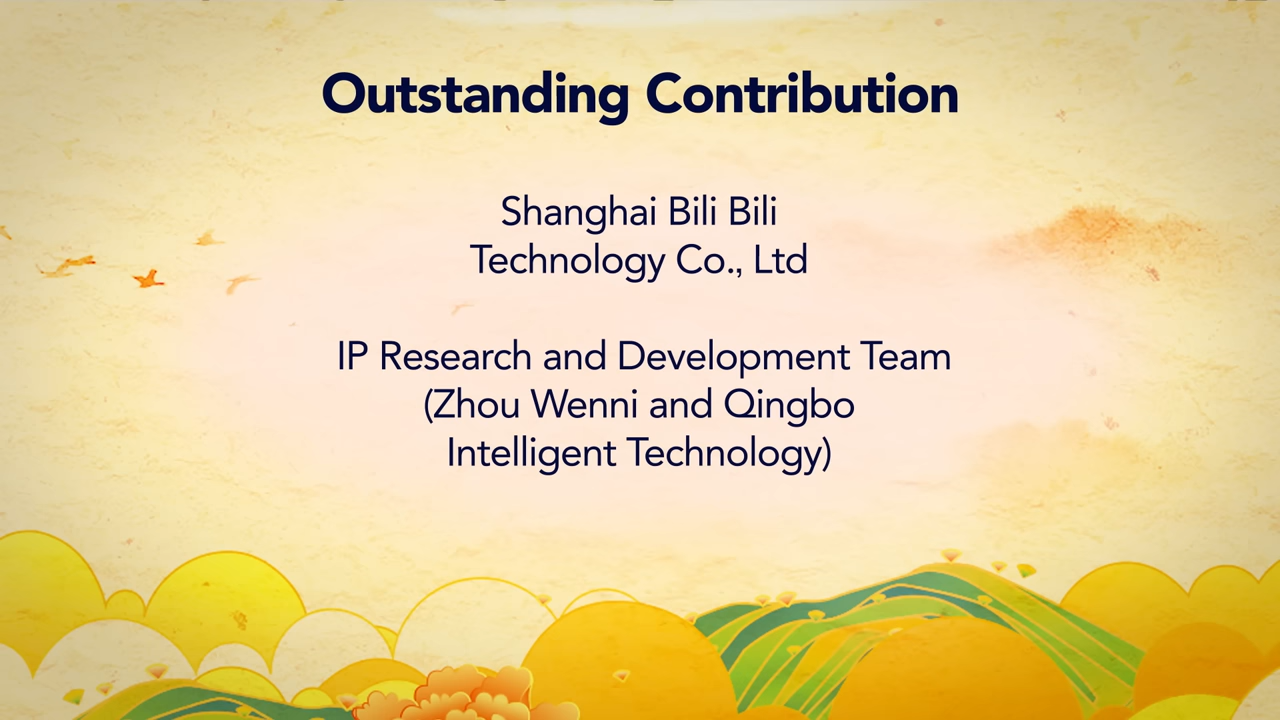 Outstanding Contribution
Shanghai Bili Bili
Technology Co., Ltd
IP Research and Development Team
(Zhou Wenni and Qingbo
Intelligent Technology)